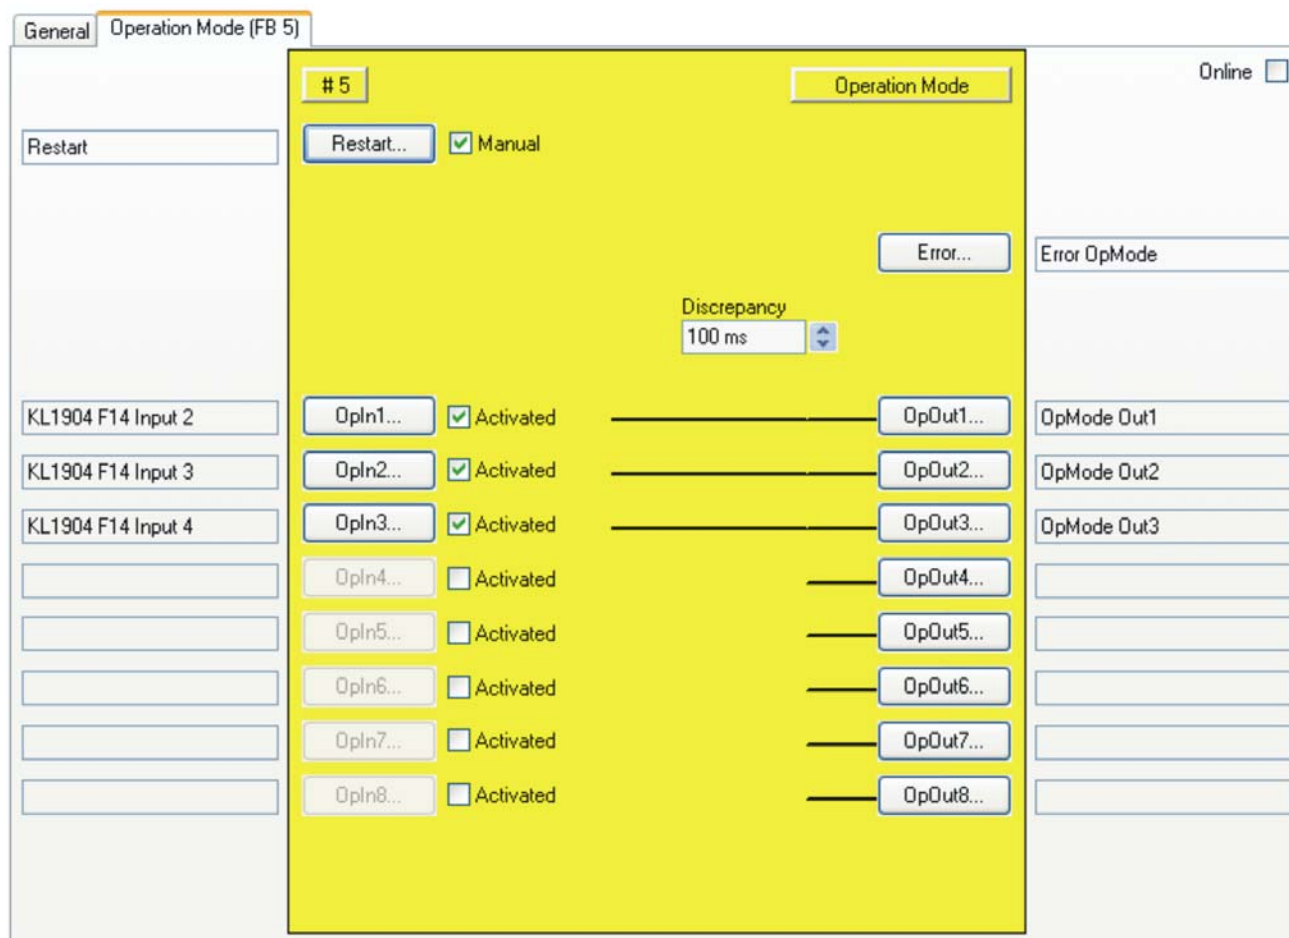 General Operation Mode (FB 5)
# 5 Operation Mode Online
Restart Restart... Manual
Error... Error OpMode
Discrepancy
100 ms
KL1904 F14 Input 2 OpIn1... Activated OpOut1... OpMode Out1
KL1904 F14 Input 3 OpIn2... Activated OpOut2... OpMode Out2
KL1904 F14 Input 4 OpIn3... Activated OpOut3... OpMode Out3
OpIn4... Activated OpOut4...
OpIn5... Activated OpOut5...
OpIn6... Activated OpOut6...
OpIn7... Activated OpOut7...
OpIn8... Activated OpOut8...